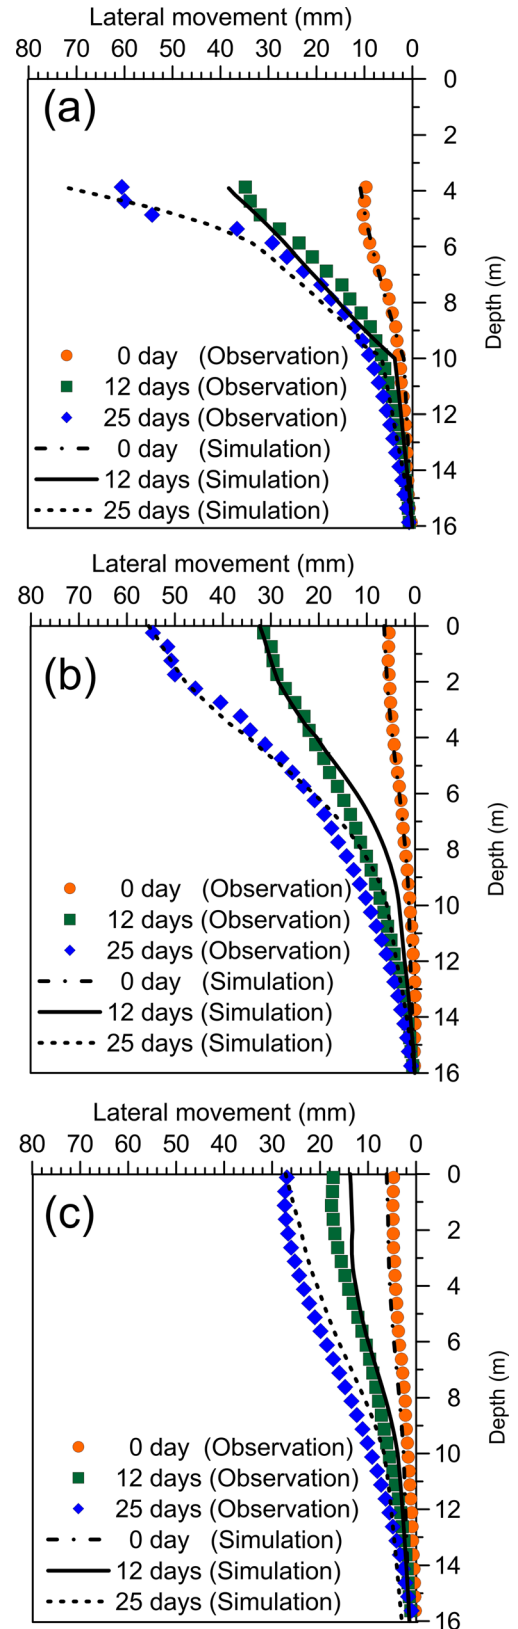 Lateral movement (mm)
80 70 60 50 40 30 20 10 0
(a)
0
2
4
6
8
10
12
14
16
Depth (m)
0 day (Observation)
12 days (Observation)
25 days (Observation)
0 day (Simulation)
12 days (Simulation)
25 days (Simulation)
Lateral movement (mm)
80 70 60 50 40 30 20 10 0
(b)
0
2
4
6
8
10
12
14
16
Depth (m)
0 day (Observation)
12 days (Observation)
25 days (Observation)
0 day (Simulation)
12 days (Simulation)
25 days (Simulation)
Lateral movement (mm)
80 70 60 50 40 30 20 10 0
(c)
0
2
4
6
8
10
12
14
16
Depth (m)
0 day (Observation)
12 days (Observation)
25 days (Observation)
0 day (Simulation)
12 days (Simulation)
25 days (Simulation)